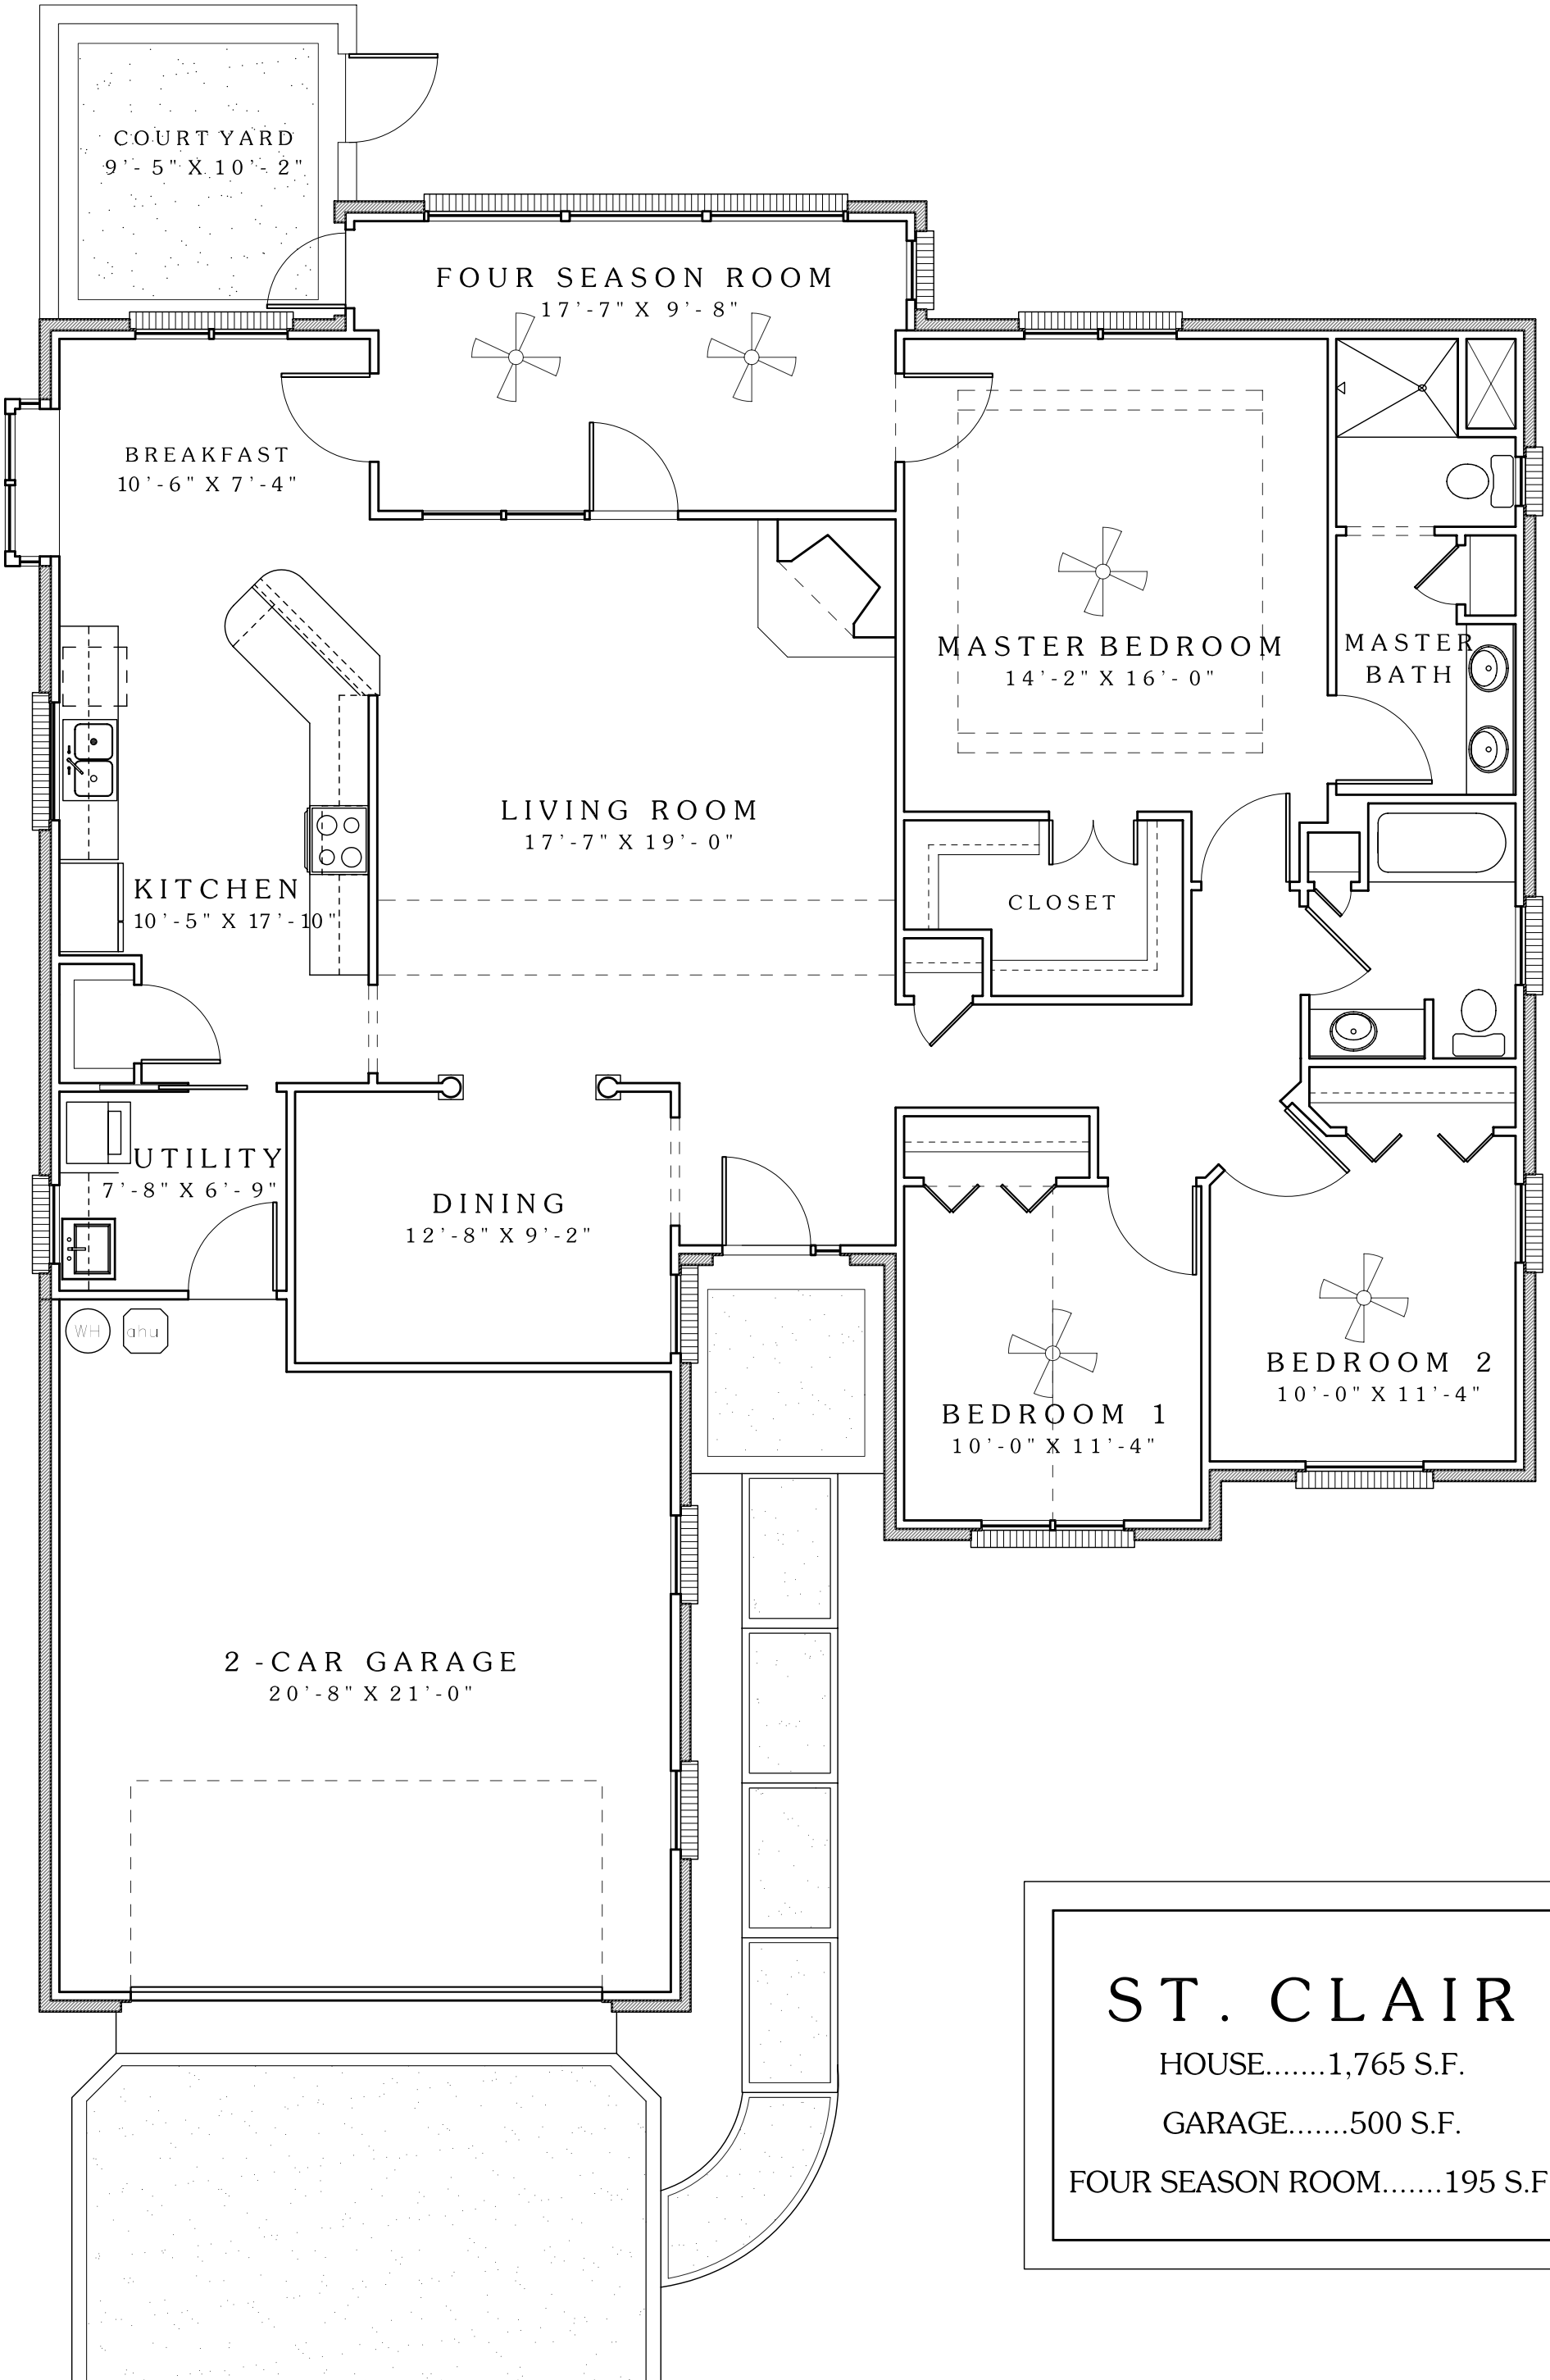 COURT YARD
9'-5" X 10'-2"
FOUR SEASON ROOM
17'-7" X 9'-8"
BREAKFAST
10'-6" X 7'-4"
MASTER BEDROOM
14'-2" X 16'-0"
MASTER
BATH
LIVING ROOM
17'-7" X 19'-0"
KITCHEN
10'-5" X 17'-10"
CLOSET
UTILITY
7'-8" X 6'-9"
DINING
12'-8" X 9'-2"
WH
ahu
BEDROOM 1
10'-0" X 11'-4"
BEDROOM 2
10'-0" X 11'-4"
2-CAR GARAGE
20'-8" X 21'-0"
ST. CLAIR
HOUSE.......1,765 S.F.
GARAGE.......500 S.F.
FOUR SEASON ROOM.......195 S.F